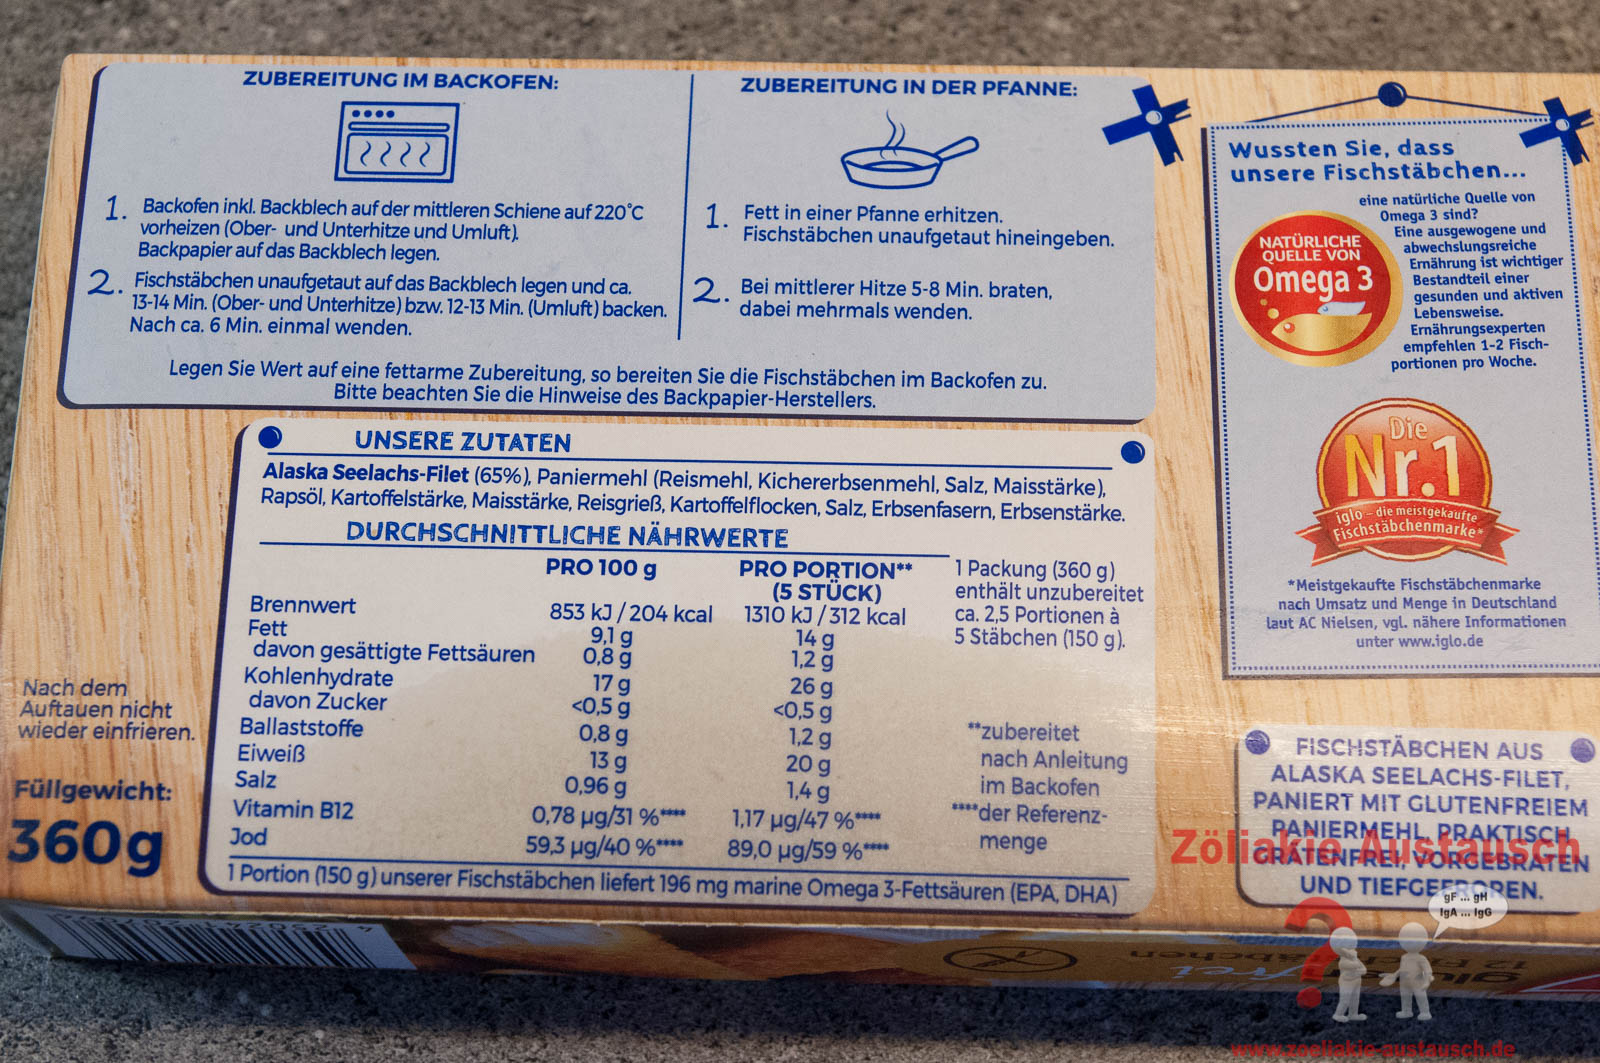 ZUBEREITUNG IM BACKOFEN:
1. Backofen inkl. Backblech auf der mittleren Schiene auf 220°C
vorheizen (Ober- und Unterhitze und Umluft).
Backpapier auf das Backblech legen.
2. Fischstäbchen unaufgetaut auf das Backblech legen und ca.
13-14 Min. (Ober- und Unterhitze) bzw. 12-13 Min. (Umluft) backen.
Nach ca. 6 Min. einmal wenden.
ZUBEREITUNG IN DER PFANNE:
1. Fett in einer Pfanne erhitzen.
Fischstäbchen unaufgetaut hineingeben.
2. Bei mittlerer Hitze 5-8 Min. braten,
dabei mehrmals wenden.
Legen Sie Wert auf eine fettarme Zubereitung, so bereiten Sie die Fischstäbchen im Backofen zu.
Bitte beachten Sie die Hinweise des Backpapier-Herstellers.
Wussten Sie, dass
unsere Fischstäbchen...
eine natürliche Quelle von
Omega 3 sind?
Eine ausgewogene und
abwechslungsreiche
Ernährung ist wichtiger
Bestandteil einer
gesunden und aktiven
Lebensweise.
Ernährungsexperten
empfehlen 1-2 Fisch-
portionen pro Woche.
NATÜRLICHE
QUELLE VON
Omega 3
Die
Nr.1
iglo - die meistgekaufte
Fischstäbchenmarke*
*Meistgekaufte Fischstäbchenmarke
nach Umsatz und Menge in Deutschland
laut AC Nielsen, vgl. nähere Informationen
unter www.iglo.de
UNSERE ZUTATEN
Alaska Seelachs-Filet (65%), Paniermehl (Reismehl, Kichererbsenmehl, Salz, Maisstärke),
Rapsöl, Kartoffelstärke, Maisstärke, Reisgrieß, Kartoffelflocken, Salz, Erbsenfasern, Erbsenstärke.
DURCHSCHNITTLICHE NÄHRWERTE
PRO 100 g PRO PORTION**
(5 STÜCK)
Brennwert 853 kJ / 204 kcal 1310 kJ / 312 kcal
Fett 9,1 g 14 g
davon gesättigte Fettsäuren 0,8 g 1,2 g
Kohlenhydrate 17 g 26 g
davon Zucker <0,5 g <0,5 g
Ballaststoffe 0,8 g 1,2 g
Eiweiß 13 g 20 g
Salz 0,96 g 1,4 g
Vitamin B12 0,78 µg/31 %**** 1,17 µg/47 %****
Jod 59,3 µg/40 %**** 89,0 µg/59 %****
1 Packung (360 g)
enthält unzubereitet
ca. 2,5 Portionen à
5 Stäbchen (150 g).
**zubereitet
nach Anleitung
im Backofen
****der Referenz-
menge
1 Portion (150 g) unserer Fischstäbchen liefert 196 mg marine Omega 3-Fettsäuren (EPA, DHA)
Nach dem
Auftauen nicht
wieder einfrieren.
Füllgewicht:
360g
FISCHSTÄBCHEN AUS
ALASKA SEELACHS-FILET,
PANIERT MIT GLUTENFREIEM
PANIERMEHL, PRAKTISCH
GRÄTENFREI, VORGEBRATEN
UND TIEFGEFROREN.
Zöliakie Austausch
gF ... gH
IgA ... IgG
www.zoeliakie-austausch.de